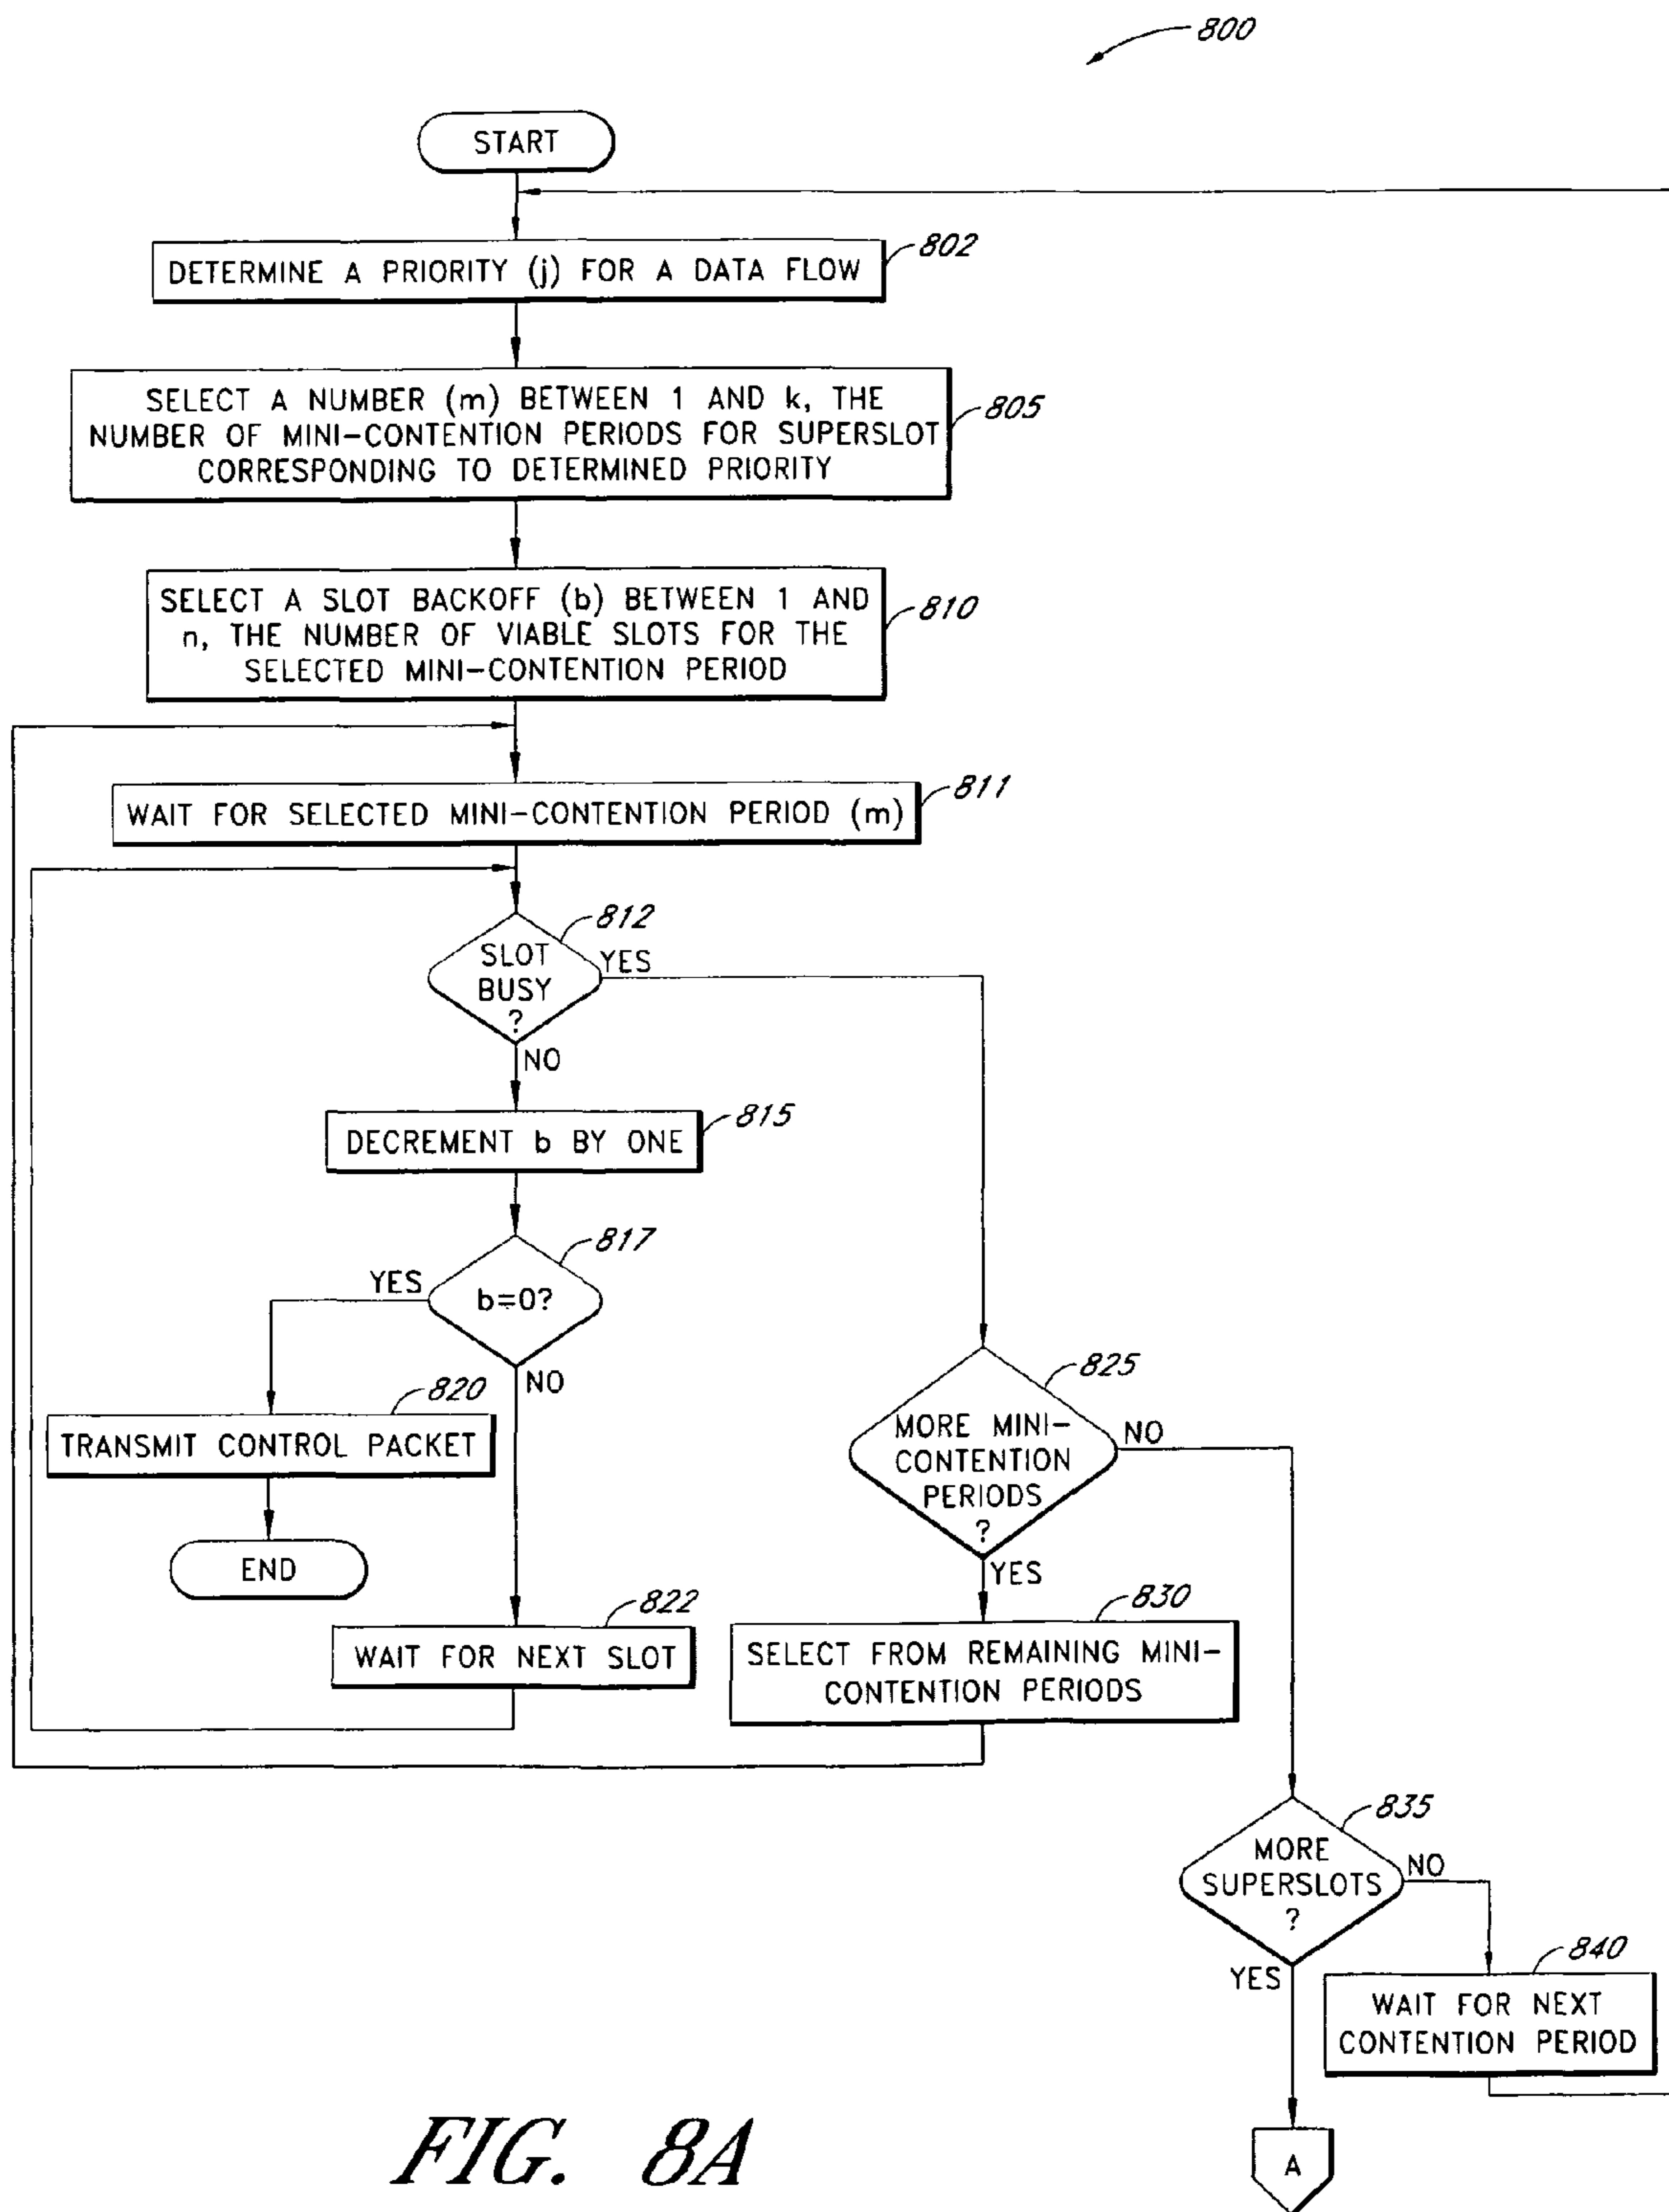 800
START
802
DETERMINE A PRIORITY (j) FOR A DATA FLOW
SELECT A NUMBER (m) BETWEEN 1 AND k, THE
NUMBER OF MINI-CONTENTION PERIODS FOR SUPERSLOT
CORRESPONDING TO DETERMINED PRIORITY
805
SELECT A SLOT BACKOFF (b) BETWEEN 1 AND
n, THE NUMBER OF VIABLE SLOTS FOR THE
SELECTED MINI-CONTENTION PERIOD
810
WAIT FOR SELECTED MINI-CONTENTION PERIOD (m)
811
812
SLOT
BUSY
?
YES
NO
DECREMENT b BY ONE
815
817
b=0?
YES
NO
820
TRANSMIT CONTROL PACKET
END
822
WAIT FOR NEXT SLOT
825
MORE MINI-
CONTENTION
PERIODS
?
NO
YES
830
SELECT FROM REMAINING MINI-
CONTENTION PERIODS
835
MORE
SUPERSLOTS
?
NO
YES
840
WAIT FOR NEXT
CONTENTION PERIOD
A
FIG. 8A